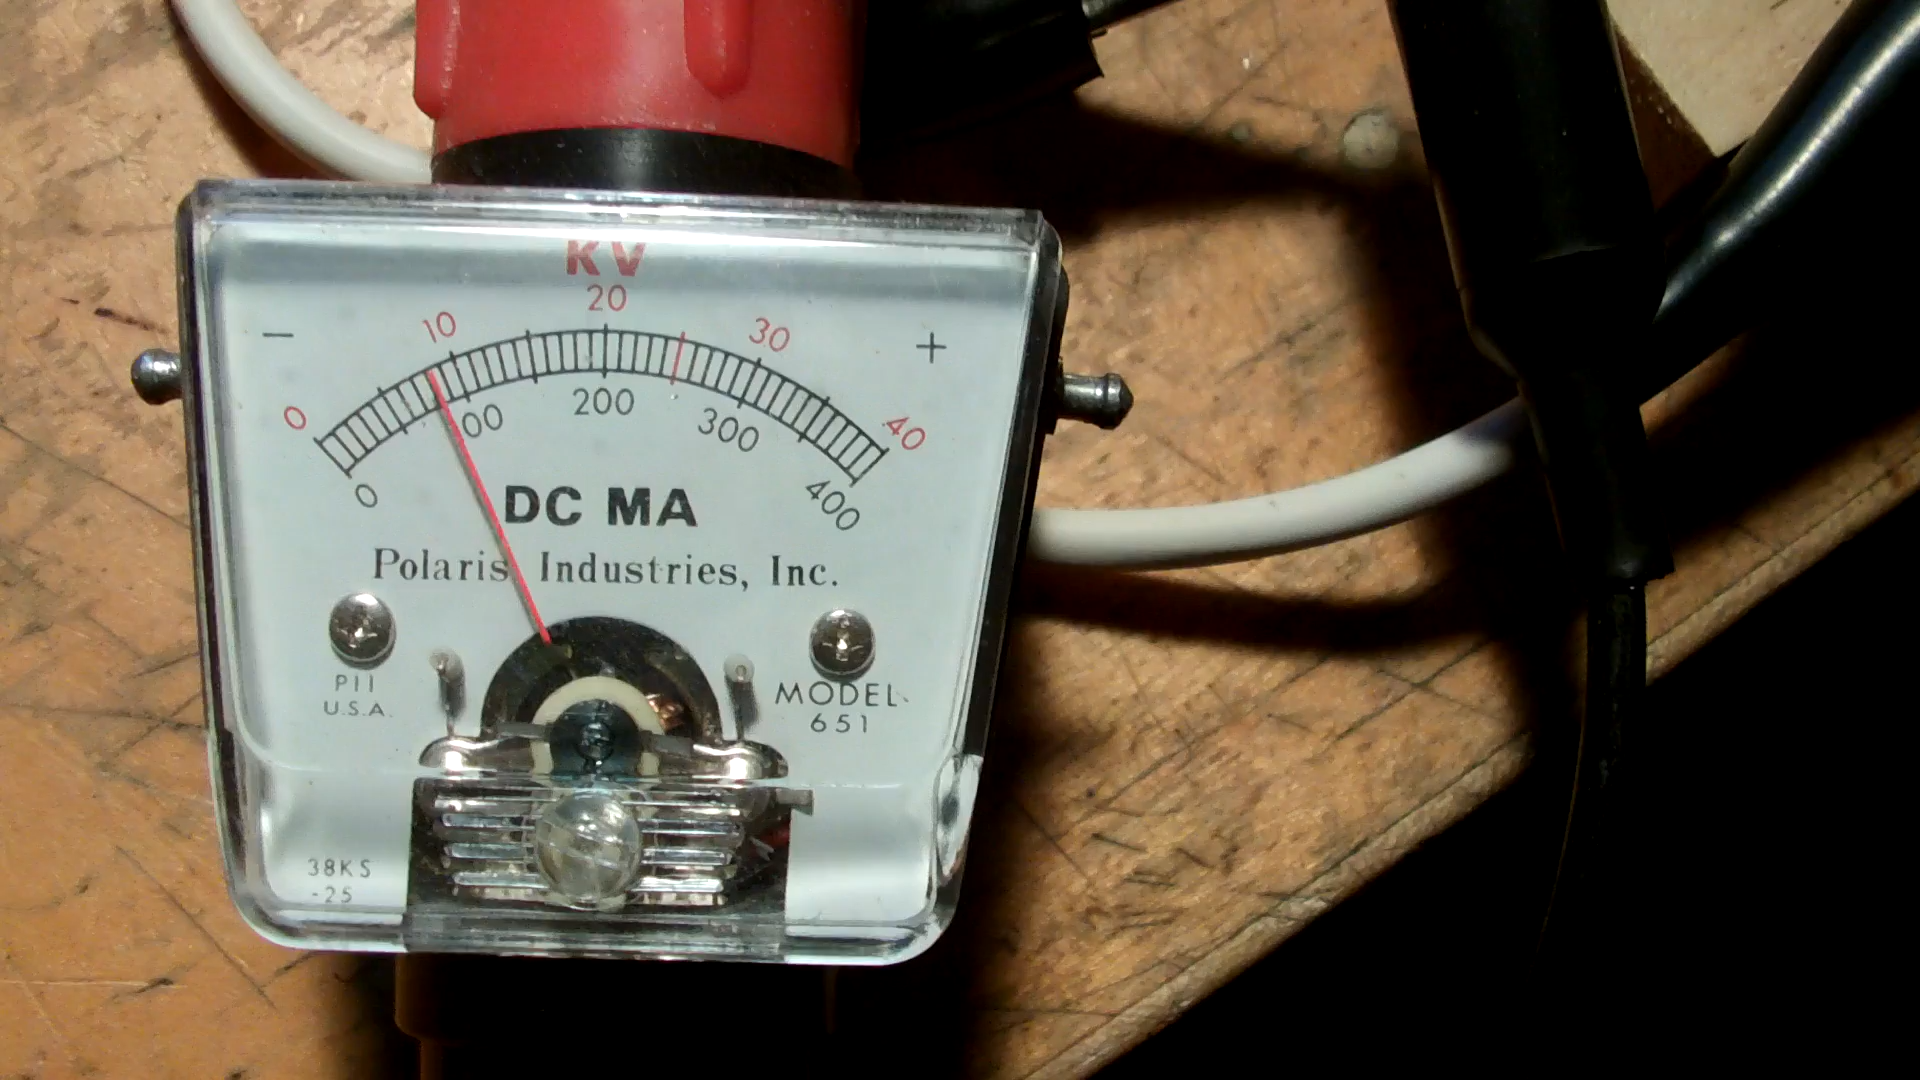 KV
20
10
30
-
+
0
40
00
200
300
0
400
DC MA
Polaris Industries, Inc.
PII
U.S.A.
MODEL
651
38KS
-25